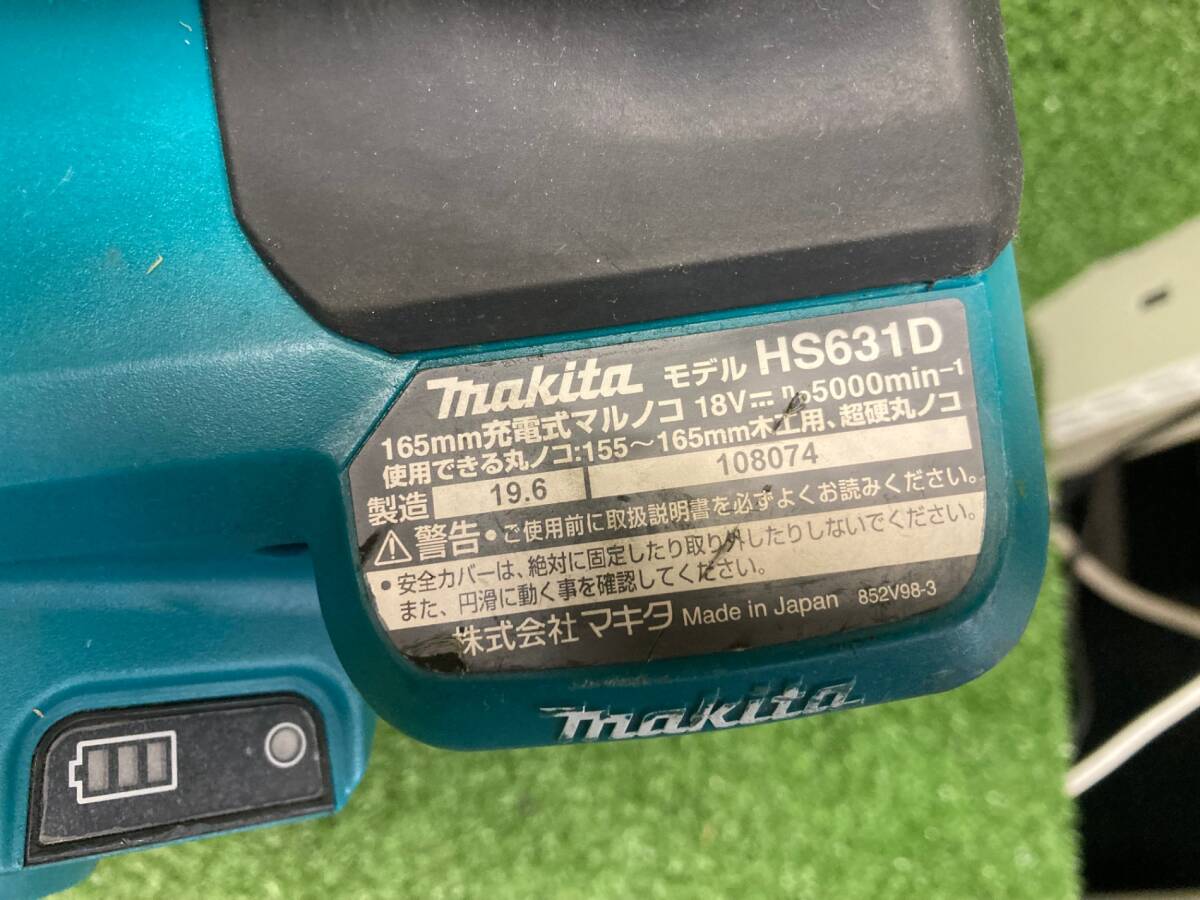 makita モデル HS631D
165mm充電式マルノコ 18V⎓ n₀5000min⁻¹
使用できる丸ノコ:155～165mm木工用、超硬丸ノコ
製造 19.6 108074
⚠警告 •ご使用前に取扱説明書を必ずよくお読みください。
•安全カバーは、絶対に固定したり取り外したりしないでください。
また、円滑に動く事を確認してください。
株式会社マキタ Made in Japan 852V98-3
makita